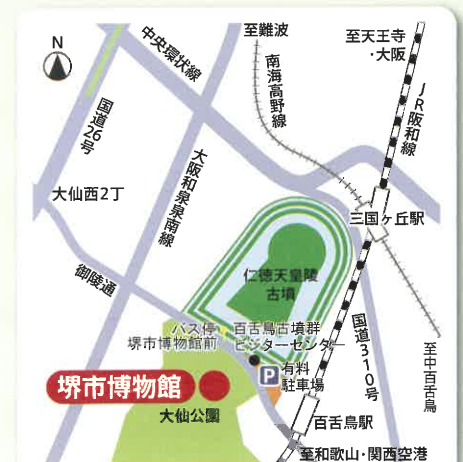 至難波
至天王寺
・大阪
N
中央環状線
南海高野線
JR阪和線
国道26号
大阪和泉泉南線
大仙西2丁
三国ヶ丘駅
仁徳天皇陵
古墳
御陵通
国道310号
バス停
堺市博物館前
百舌鳥古墳群
ビジターセンター
至中百舌鳥
P
有料
駐車場
堺市博物館
大仙公園
百舌鳥駅
至和歌山・関西空港